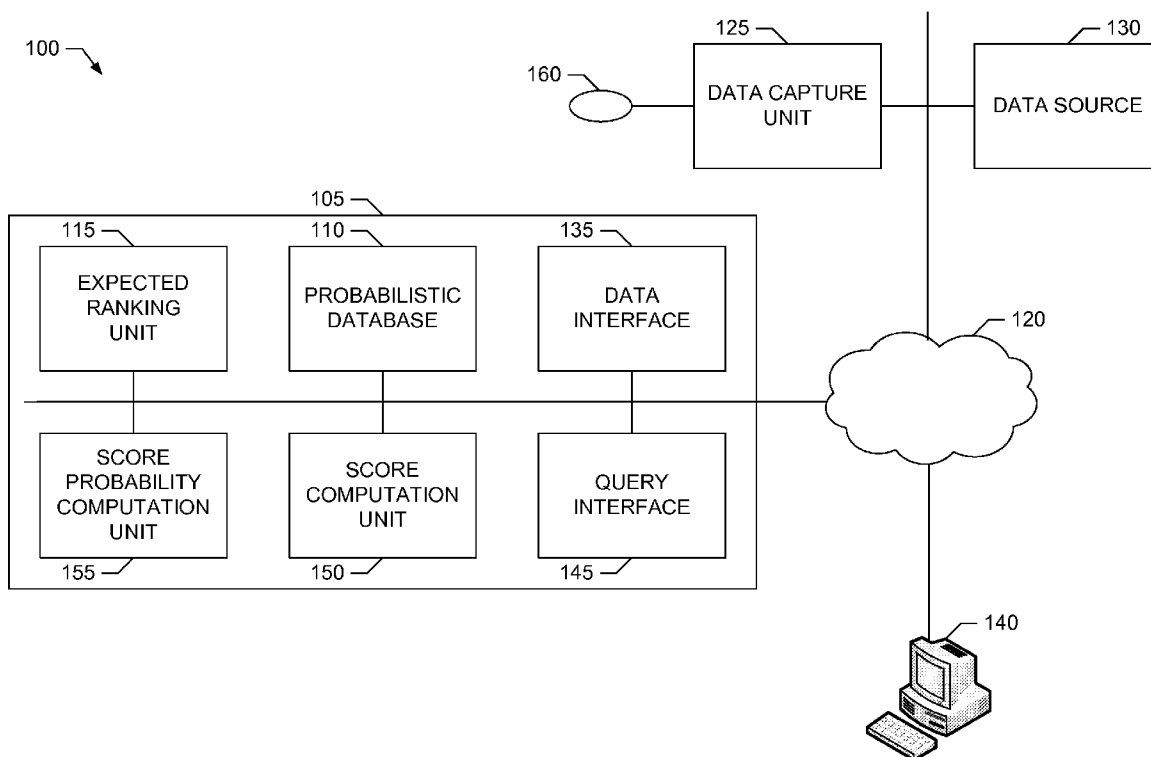 100
125
130
160
DATA CAPTURE
UNIT
DATA SOURCE
105
115
110
135
EXPECTED
RANKING
UNIT
PROBABILISTIC
DATABASE
DATA
INTERFACE
120
SCORE
PROBABILITY
COMPUTATION
UNIT
SCORE
COMPUTATION
UNIT
QUERY
INTERFACE
155
150
145
140